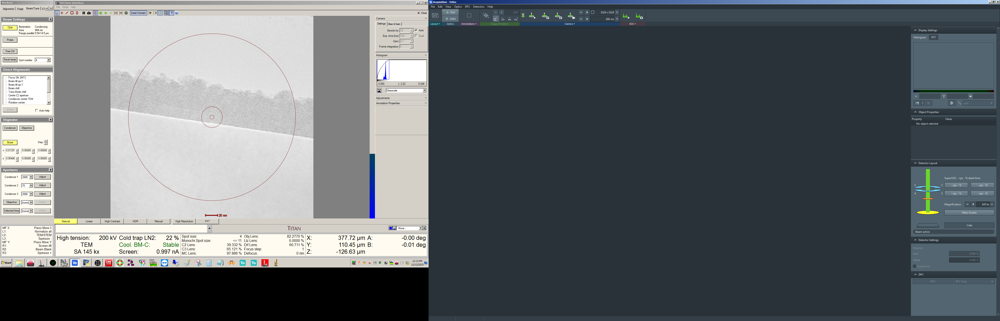 Workset
Alignments Stage Beam/Tune STI
Beam Settings
TEM
Illumination Condensing
Area 484 nm
Range parallel 0.54-14.5 µm
Probe
Free Ctrl
Reset beam Spot number 4
Direct Alignments
Focus Slit [INT]
Beam tilt pp X
Beam tilt pp Y
Beam shift
Tomo Beam shift
Center C2 aperture
Condenser center TEM
Rotation center
Done Auto help
Stigmator
Condenser Objective
None Step:
x 0.01291 0.00000 0.00000
y 0.05486 0.00000 0.00000
Apertures
Condenser 1 2000 Adjust
Condenser 2 70 Adjust
Condenser 3 2000 Adjust
Objective [none] Adjust
Selected Area [none] Adjust
MF X: Piezo Move X
L1: Normalize all
L2: TEM/STEM
L3: Spotsize -
MF Y: Piezo Move Y
R1: Screen lift
R2: Beam Blank
R3: Spotsize +
TEM User Interface
File Mode Help
Insert Screen
Close
20 nm
Camera
Settings Bias & Gain
Sensitivity: 10 Auto
Exp. time [ms]: 100 Dual
Gain: 0.7
Frame integration: 1
Histogram
0.000 γ: 2.22 0.246
Greyscale
Adjustments
Annotation Properties
Natural Linear High Contrast HDR Manual High Resolution FFT
TITAN
- None -
High tension: 200 kV Cold trap LN2: 22 %
TEM Cool. BM-C: Stable
SA 145 kx Screen: 0.997 nA
Spot size: 4 Obj Lens: 82.2770 %
Monochr.Spot size: <= 11 Ltz Lens: 0.0000 %
C2 Lens: 39.332 % Dif Lens: 60.711 %
C3 Lens: 65.121 % Focus step: 1
MC Lens: 97.886 % Defocus: 0 nm
X: 377.72 µm A: -0.00 deg
Y: 110.45 µm B: -0.01 deg
Z: -126.63 µm
Start
Ve
To
To
12:12 PM
12/12/2025
Ve Acquisition - Velox
File Edit View Optics DPC Detectors Help
TEM
STEM
0.0°
1024 x 1024
200 ms
Layout Optics Annotations Image Rotation Camera EDS
Display Settings
Histogram FFT
γ
V
gray
Object Properties
Property Value
No object selected
Detector Layout
SuperXG2: - cps -% dead time
1 2 - cps -% - cps -%
4 3 - cps -% - cps -%
Magnification - + 145 kx
Main Screen
Ceta
Beam active
Detector Settings
Detector
Gain 0.000 %
Offset 0.000 %
Scope tool
DPC
DPC DPC Only